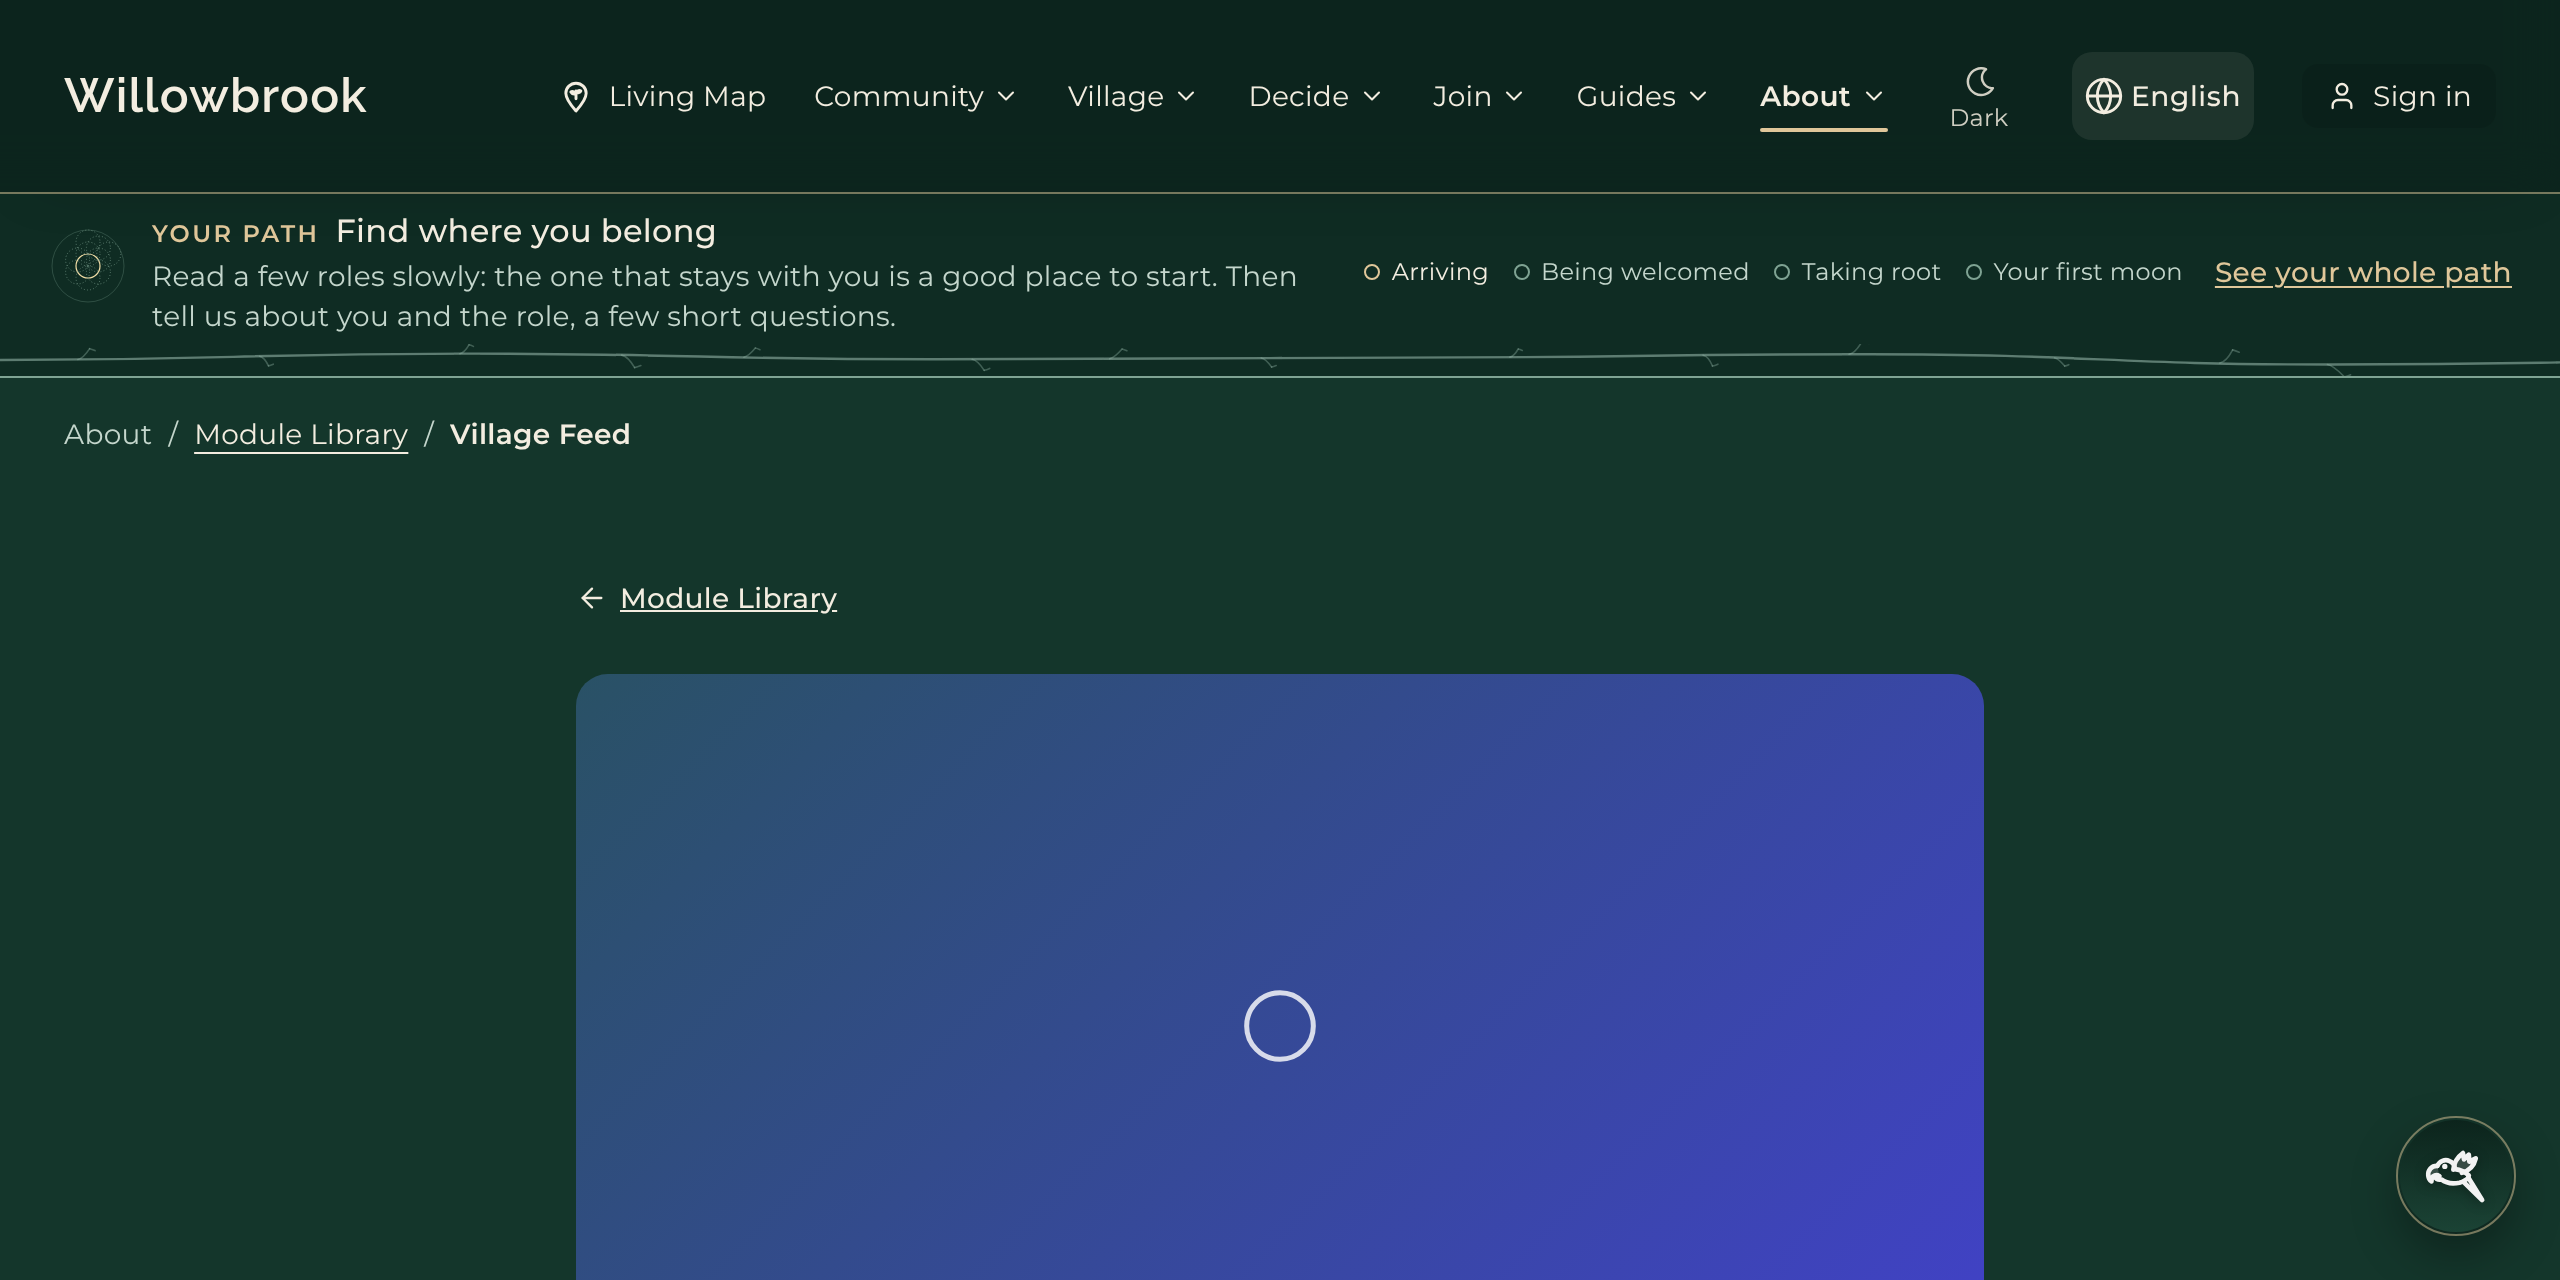 Willowbrook
Living Map
Community
Village
Decide
Join
Guides
About
Dark
English
Sign in
YOUR PATH Find where you belong
Read a few roles slowly: the one that stays with you is a good place to start. Then
tell us about you and the role, a few short questions.
Arriving
Being welcomed
Taking root
Your first moon
See your whole path
About / Module Library / Village Feed
Module Library